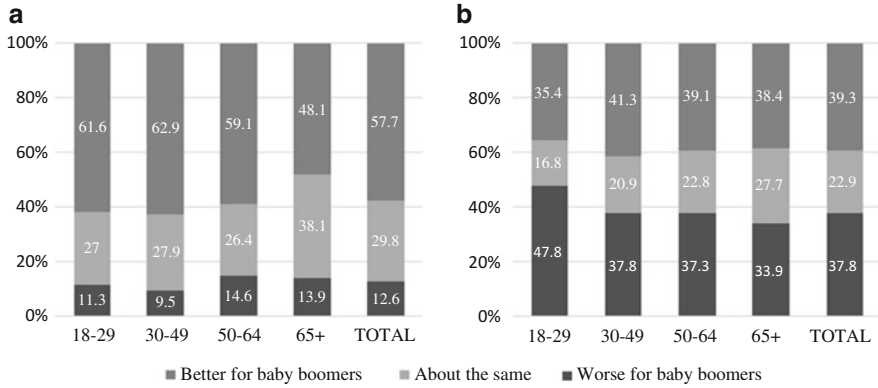 a
b
100%
80%
60%
40%
20%
0%
61.6 62.9 59.1 48.1 57.7
27 27.9 26.4 38.1 29.8
11.3 9.5 14.6 13.9 12.6
18-29 30-49 50-64 65+ TOTAL
100%
80%
60%
40%
20%
0%
35.4 41.3 39.1 38.4 39.3
16.8 20.9 22.8 27.7 22.9
47.8 37.8 37.3 33.9 37.8
18-29 30-49 50-64 65+ TOTAL
Better for baby boomers About the same Worse for baby boomers